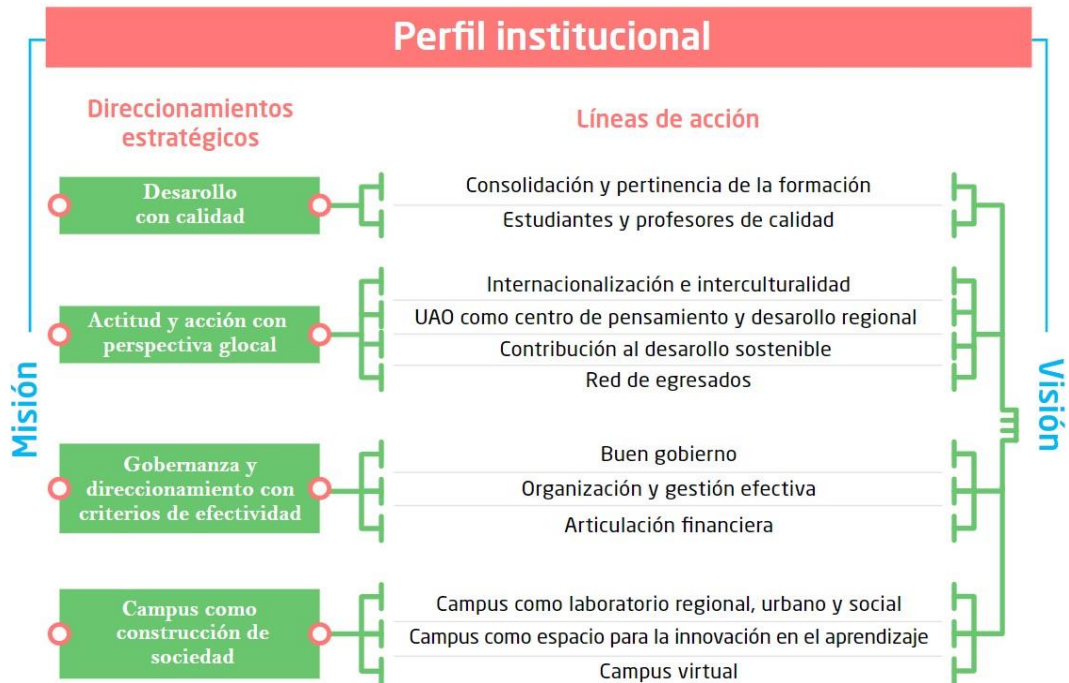 Perfil institucional
Misión
Visión
Direccionamientos
estratégicos
Líneas de acción
Desarollo
con calidad
Consolidación y pertinencia de la formación
Estudiantes y profesores de calidad
Actitud y acción con
perspectiva glocal
Internacionalización e interculturalidad
UAO como centro de pensamiento y desarollo regional
Contribución al desarollo sostenible
Red de egresados
Gobernanza y
direccionamiento con
criterios de efectividad
Buen gobierno
Organización y gestión efectiva
Articulación financiera
Campus como
construcción de
sociedad
Campus como laboratorio regional, urbano y social
Campus como espacio para la innovación en el aprendizaje
Campus virtual